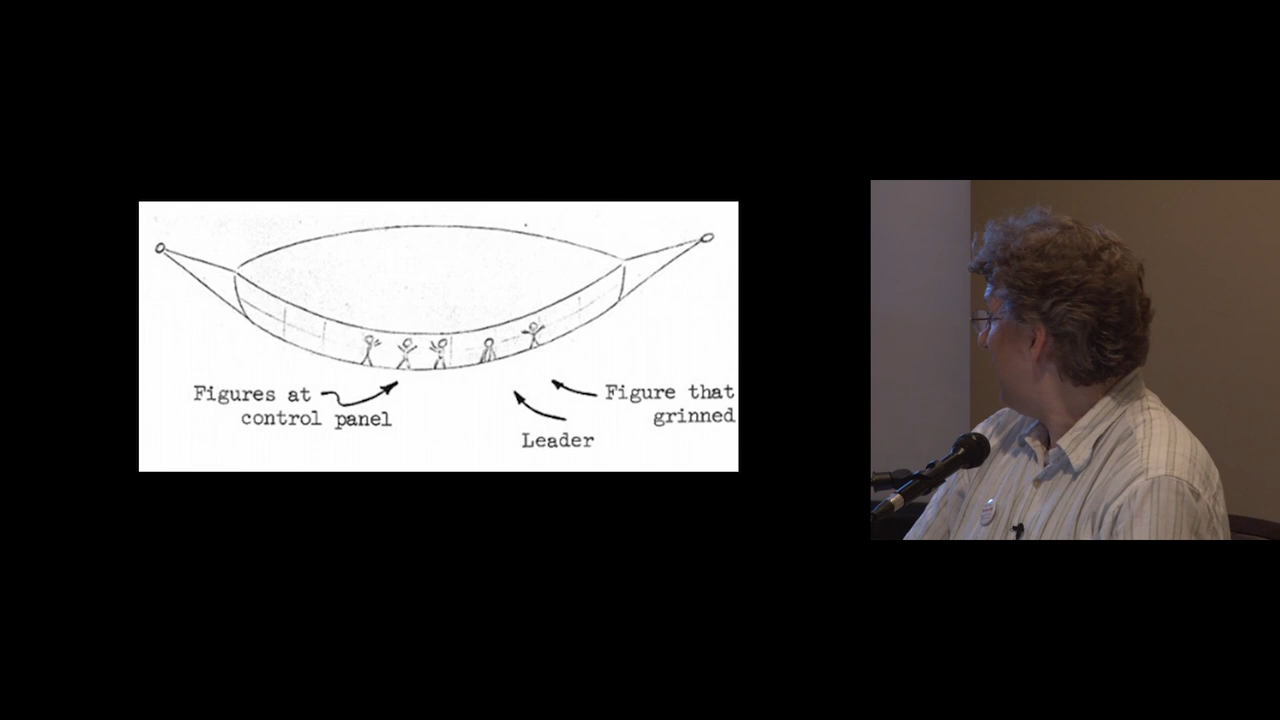 Figures at
control panel
Figure that
grinned
Leader